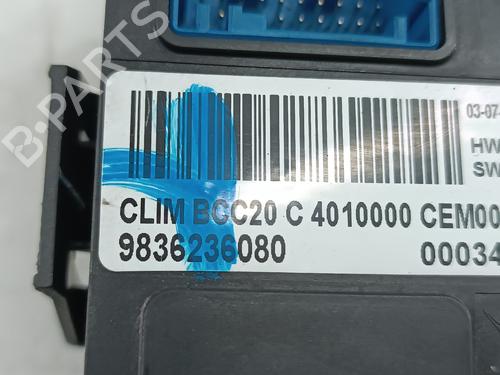 B-PARTS
03-07-
HW
SW
CLIM BCC20 C 4010000 CEM00
9836236080 00034